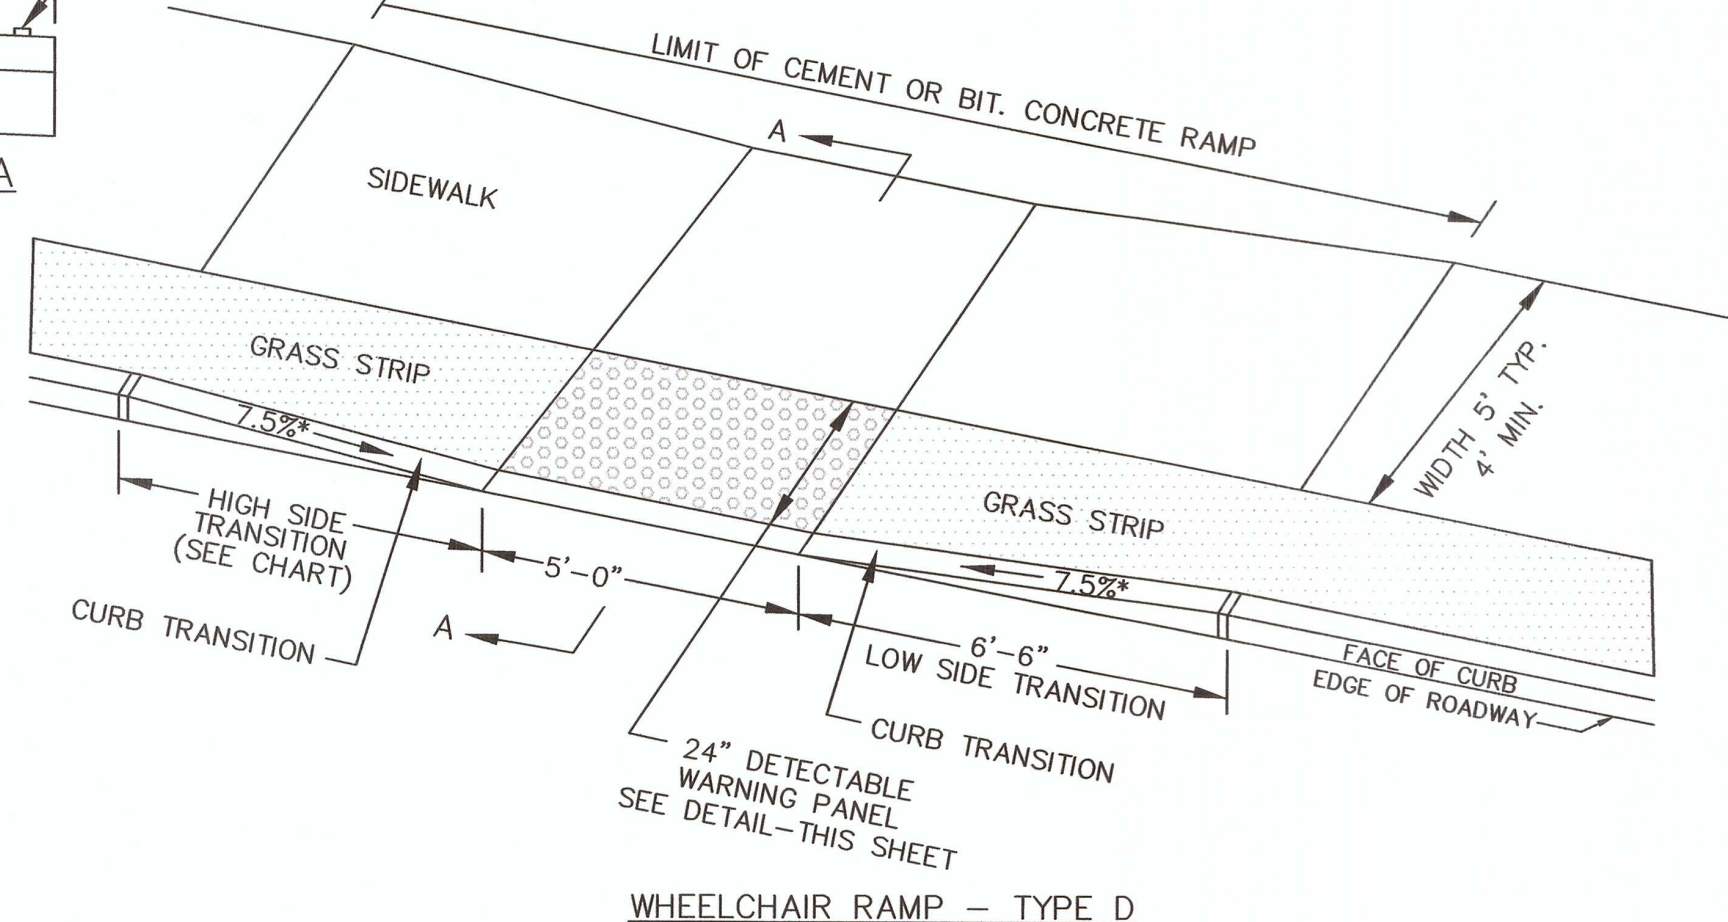 LIMIT OF CEMENT OR BIT. CONCRETE RAMP
A
A
SIDEWALK
GRASS STRIP
7.5%*
HIGH SIDE
TRANSITION
(SEE CHART)
CURB TRANSITION
5'-0"
A
GRASS STRIP
WIDTH 5' TYP.
4' MIN.
7.5%*
6'-6"
LOW SIDE TRANSITION
FACE OF CURB
EDGE OF ROADWAY
CURB TRANSITION
24" DETECTABLE
WARNING PANEL
SEE DETAIL-THIS SHEET
WHEELCHAIR RAMP - TYPE D